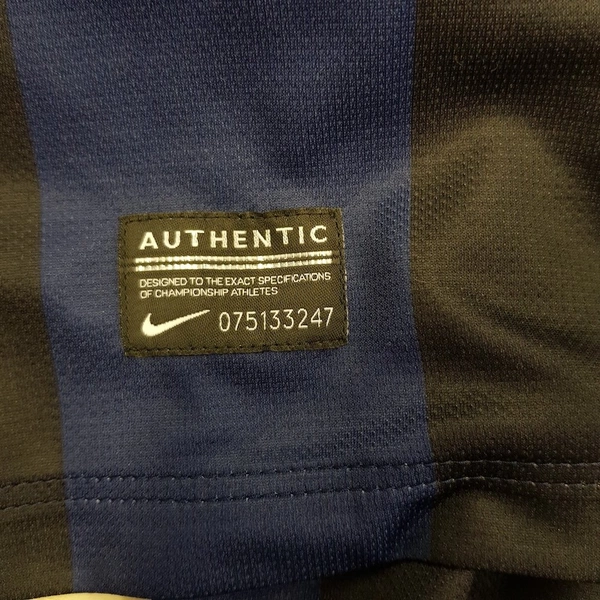 AUTHENTIC
DESIGNED TO THE EXACT SPECIFICATIONS
OF CHAMPIONSHIP ATHLETES
075133247